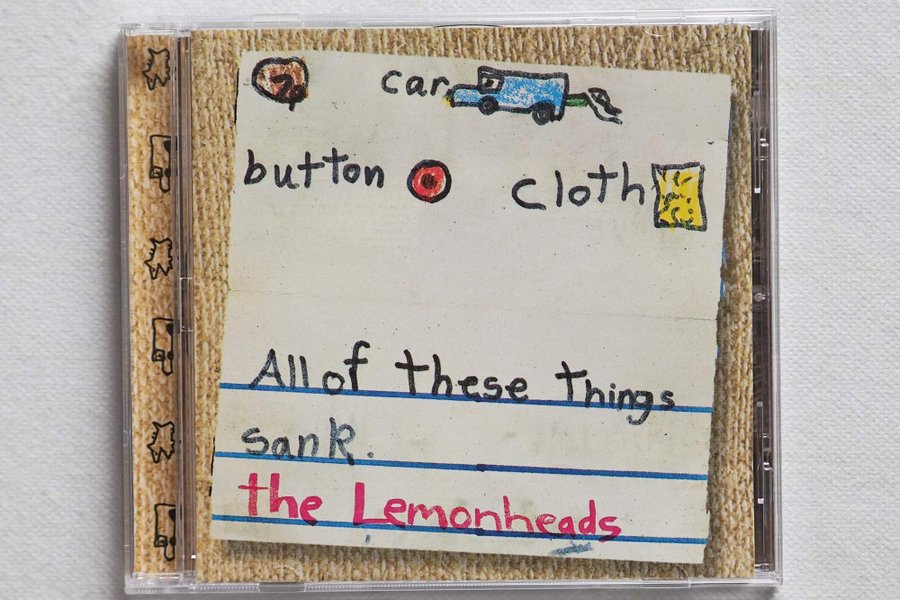 car
button cloth
All of these things
sank.
the Lemonheads